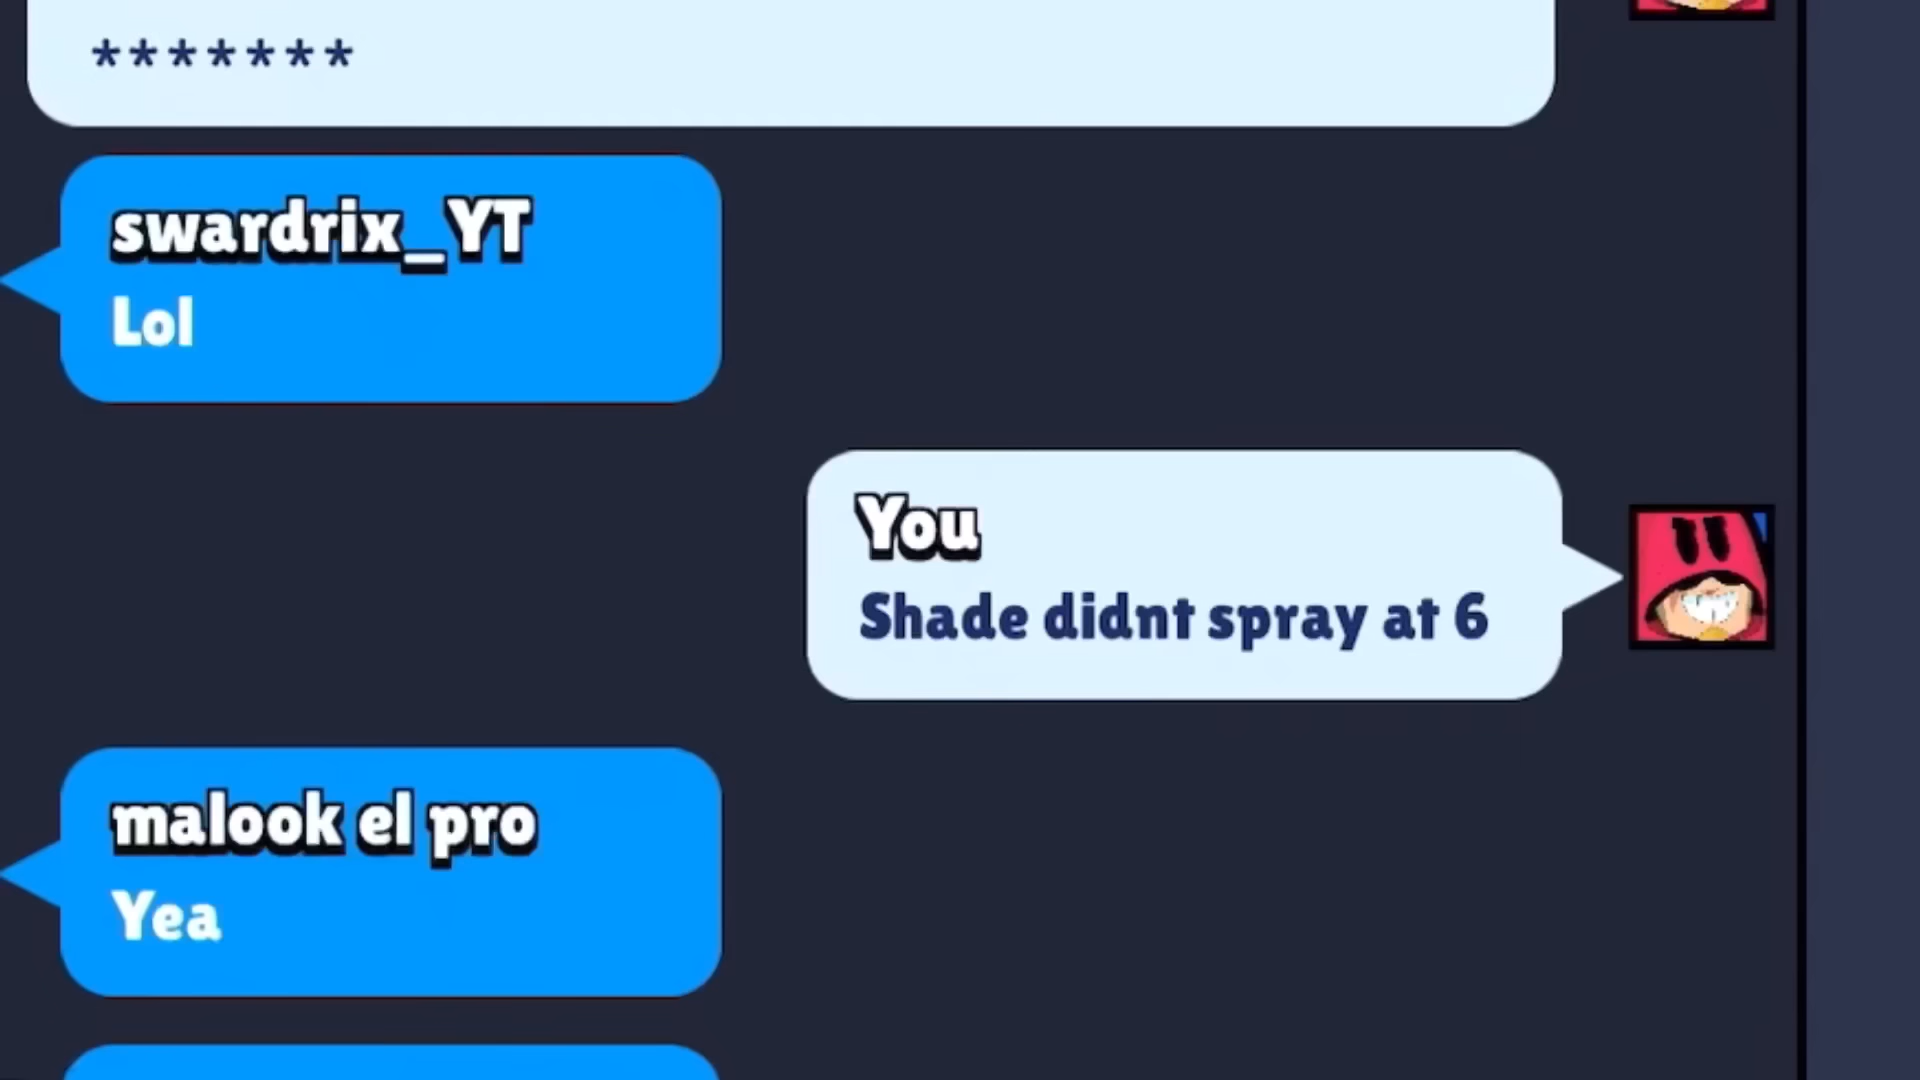 *******
swardrix_YT
Lol
You
Shade didnt spray at 6
malook el pro
Yea